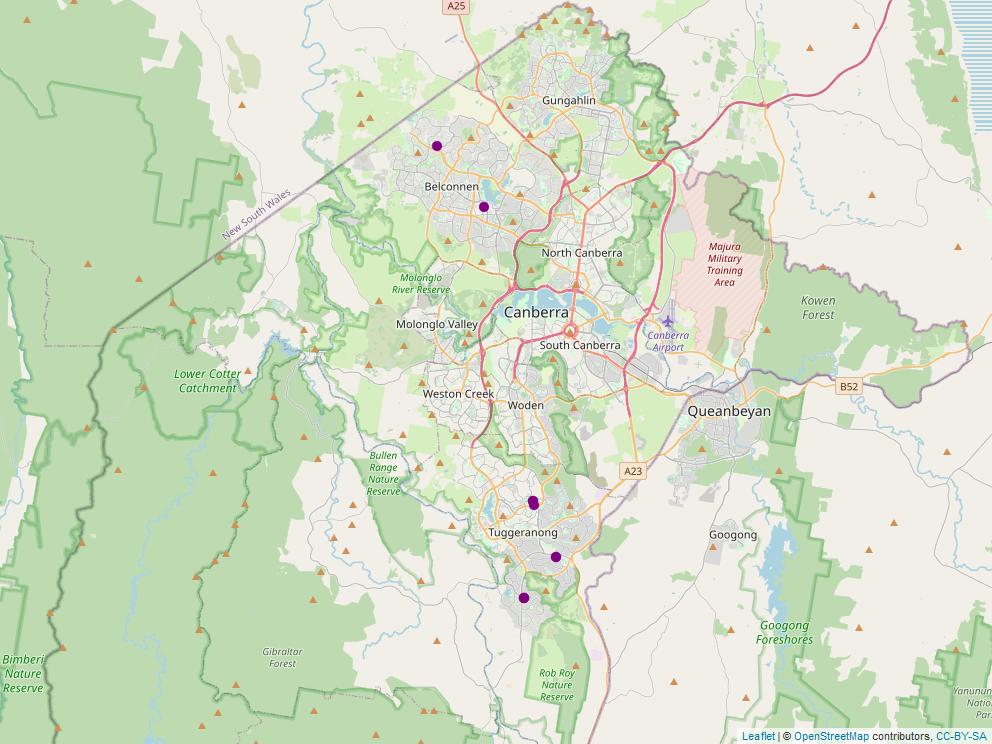 A25
Gungahlin
Belconnen
New South Wales
North Canberra
Majura
Military
Training
Area
Molonglo
River Reserve
Kowen
Forest
Canberra
Molonglo Valley
South Canberra
Canberra
Airport
Lower Cotter
Catchment
B52
Weston Creek
Woden
Queanbeyan
Bullen
Range
Nature
Reserve
A23
Tuggeranong
Googong
Googong
Foreshores
Gibraltar
Forest
Bimberi
Nature
Reserve
Rob Roy
Nature
Reserve
Yanunun
Natio
Par
Leaflet | © OpenStreetMap contributors, CC-BY-SA